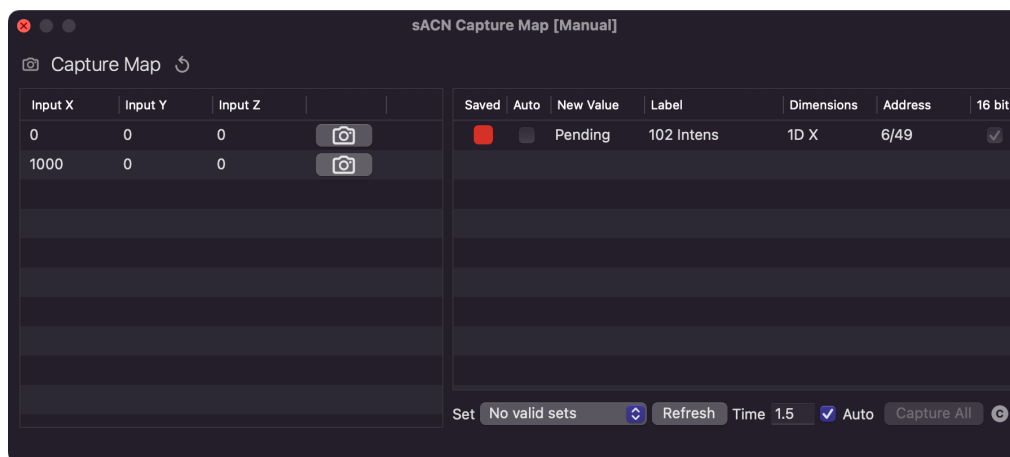 sACN Capture Map [Manual]
Capture Map
Input X Input Y Input Z
0 0 0
1000 0 0
Saved Auto New Value Label Dimensions Address 16 bit
Pending 102 Intens 1D X 6/49
Set No valid sets Refresh Time 1.5 Auto Capture All C